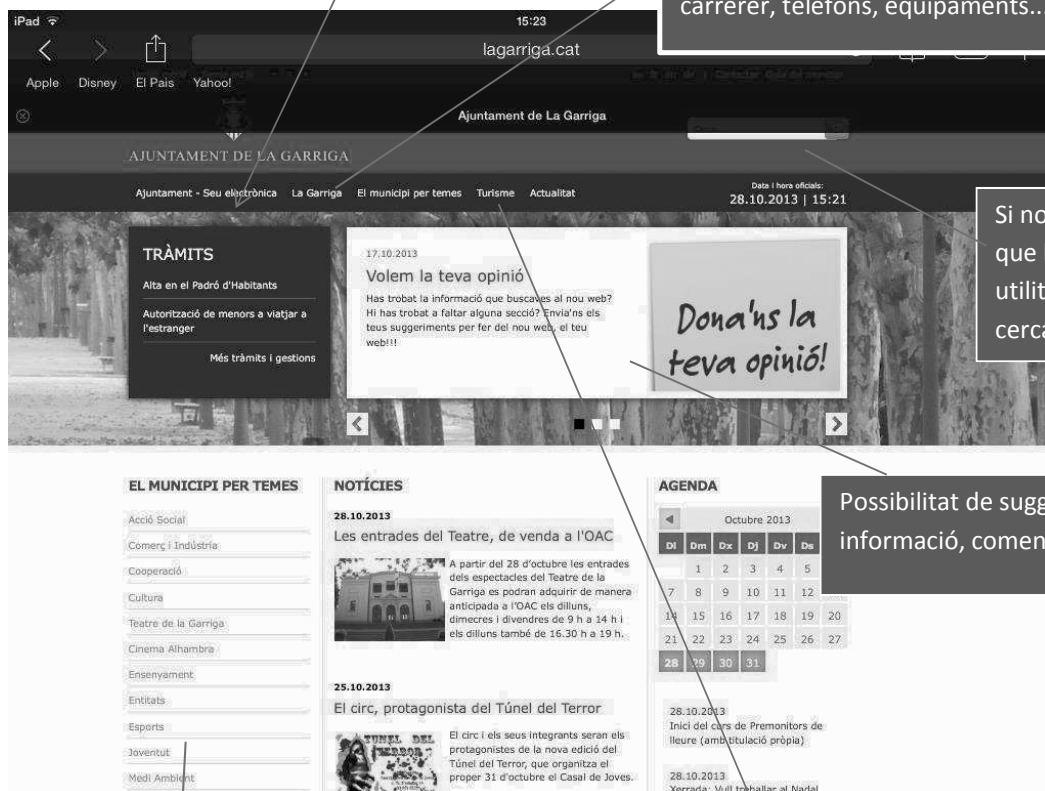 carrerer, telèfons, equipaments...
iPad
15:23
lagarriga.cat
Apple Disney El País Yahoo!
Ajuntament de La Garriga
AJUNTAMENT DE LA GARRIGA
Ajuntament - Seu electrònica La Garriga El municipi per temes Turisme Actualitat
Data i hora oficials:
28.10.2013 | 15:21
Si no
que
utilit
cerca
TRÀMITS
Alta en el Padró d'Habitants
Autorització de menors a viatjar a
l'estranger
Més tràmits i gestions
17.10.2013
Volem la teva opinió
Has trobat la informació que buscaves al nou web?
Hi has trobat a faltar alguna secció? Envia'ns els
teus suggeriments per fer del nou web, el teu
web!!!
Dona'ns la
teva opinió!
Possibilitat de sugg
informació, comen
EL MUNICIPI PER TEMES
Acció Social
Comerç i Indústria
Cooperació
Cultura
Teatre de la Garriga
Cinema Alhambra
Ensenyament
Entitats
Esports
Joventut
Medi Ambient
NOTÍCIES
28.10.2013
Les entrades del Teatre, de venda a l'OAC
A partir del 28 d'octubre les entrades
dels espectacles del Teatre de la
Garriga es podran adquirir de manera
anticipada a l'OAC els dilluns,
dimecres i divendres de 9 h a 14 h i
els dilluns també de 16.30 h a 19 h.
25.10.2013
El circ, protagonista del Túnel del Terror
TUNEL DEL
TERROR
El circ i els seus integrants seran els
protagonistes de la nova edició del
Túnel del Terror, que organitza el
proper 31 d'octubre el Casal de Joves.
AGENDA
Octubre 2013
Dl Dm Dx Dj Dv Ds
1 2 3 4 5
7 8 9 10 11 12
14 15 16 17 18 19 20
21 22 23 24 25 26 27
28 29 30 31
28.10.2013
Inici del curs de Premonitors de
lleure (amb titulació pròpia)
28.10.2013
Xerrada: Vull treballar al Nadal